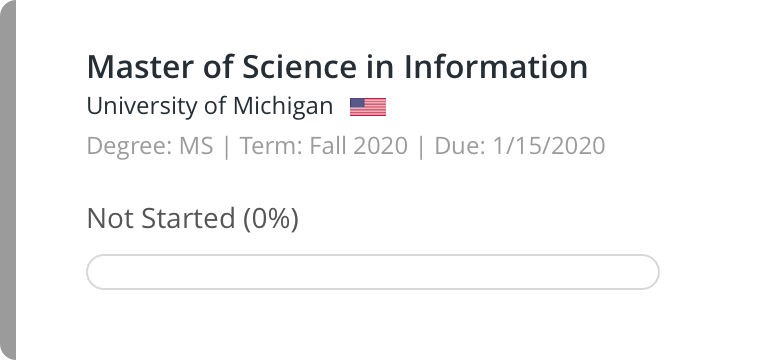 Master of Science in Information
University of Michigan
Degree: MS | Term: Fall 2020 | Due: 1/15/2020
Not Started (0%)